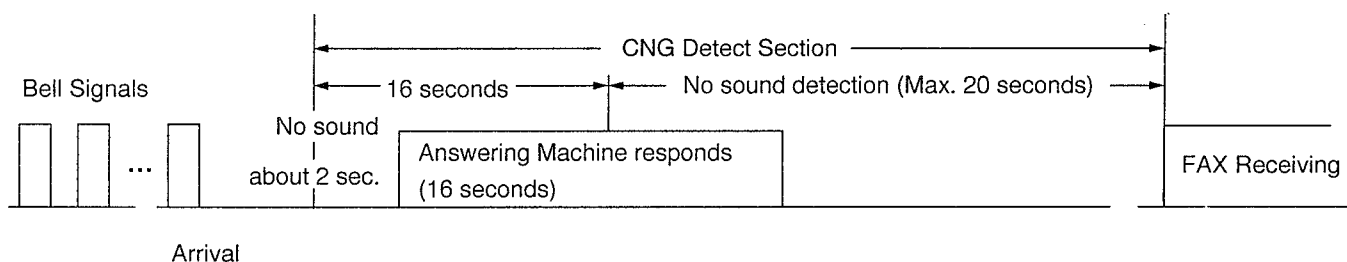 CNG Detect Section
16 seconds
No sound detection (Max. 20 seconds)
Bell Signals
No sound
about 2 sec.
...
Answering Machine responds
(16 seconds)
FAX Receiving
Arrival